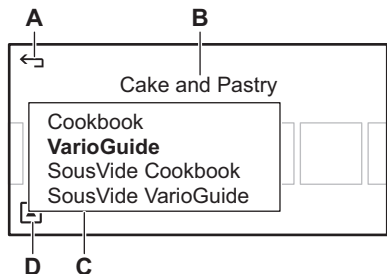 A B
Cake and Pastry
Cookbook
VarioGuide
SousVide Cookbook
SousVide VarioGuide
D C